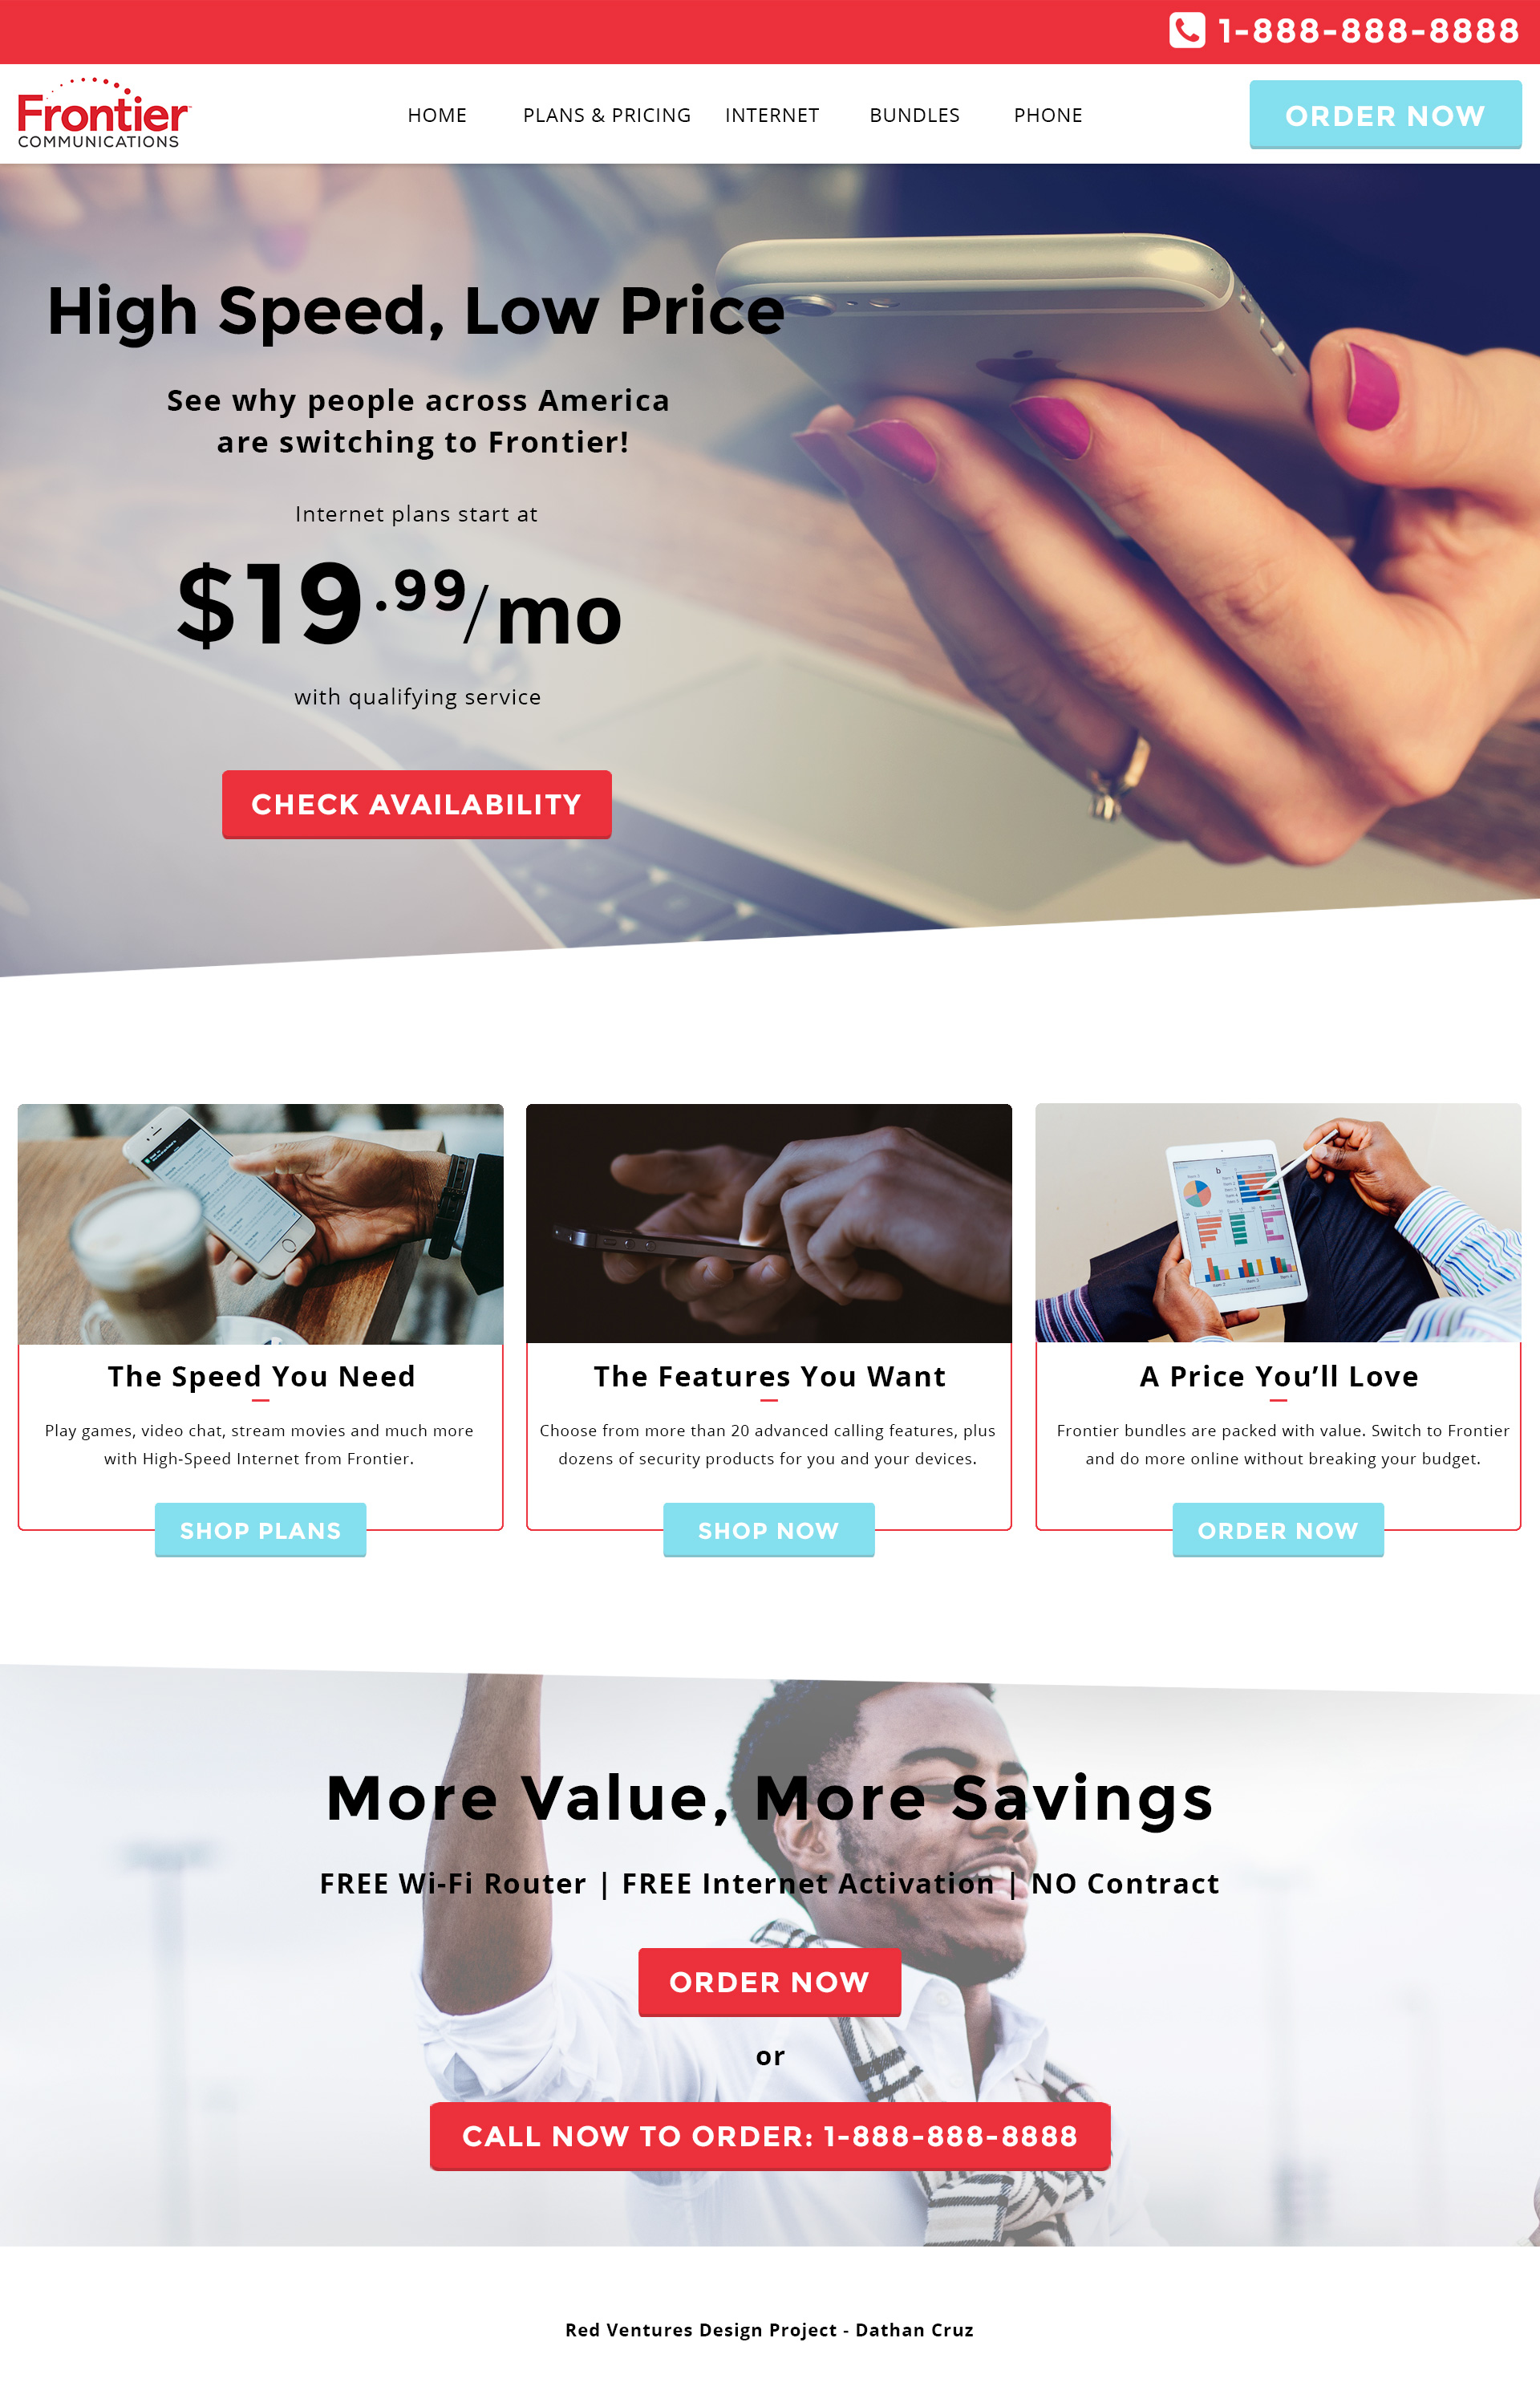 1-888-888-8888
Frontier
COMMUNICATIONS
HOME PLANS & PRICING INTERNET BUNDLES PHONE
ORDER NOW
High Speed, Low Price
See why people across America
are switching to Frontier!
Internet plans start at
$19.99/mo
with qualifying service
CHECK AVAILABILITY
The Speed You Need
Play games, video chat, stream movies and much more
with High-Speed Internet from Frontier.
SHOP PLANS
The Features You Want
Choose from more than 20 advanced calling features, plus
dozens of security products for you and your devices.
SHOP NOW
A Price You’ll Love
Frontier bundles are packed with value. Switch to Frontier
and do more online without breaking your budget.
ORDER NOW
More Value, More Savings
FREE Wi-Fi Router | FREE Internet Activation | NO Contract
ORDER NOW
or
CALL NOW TO ORDER: 1-888-888-8888
Red Ventures Design Project - Dathan Cruz